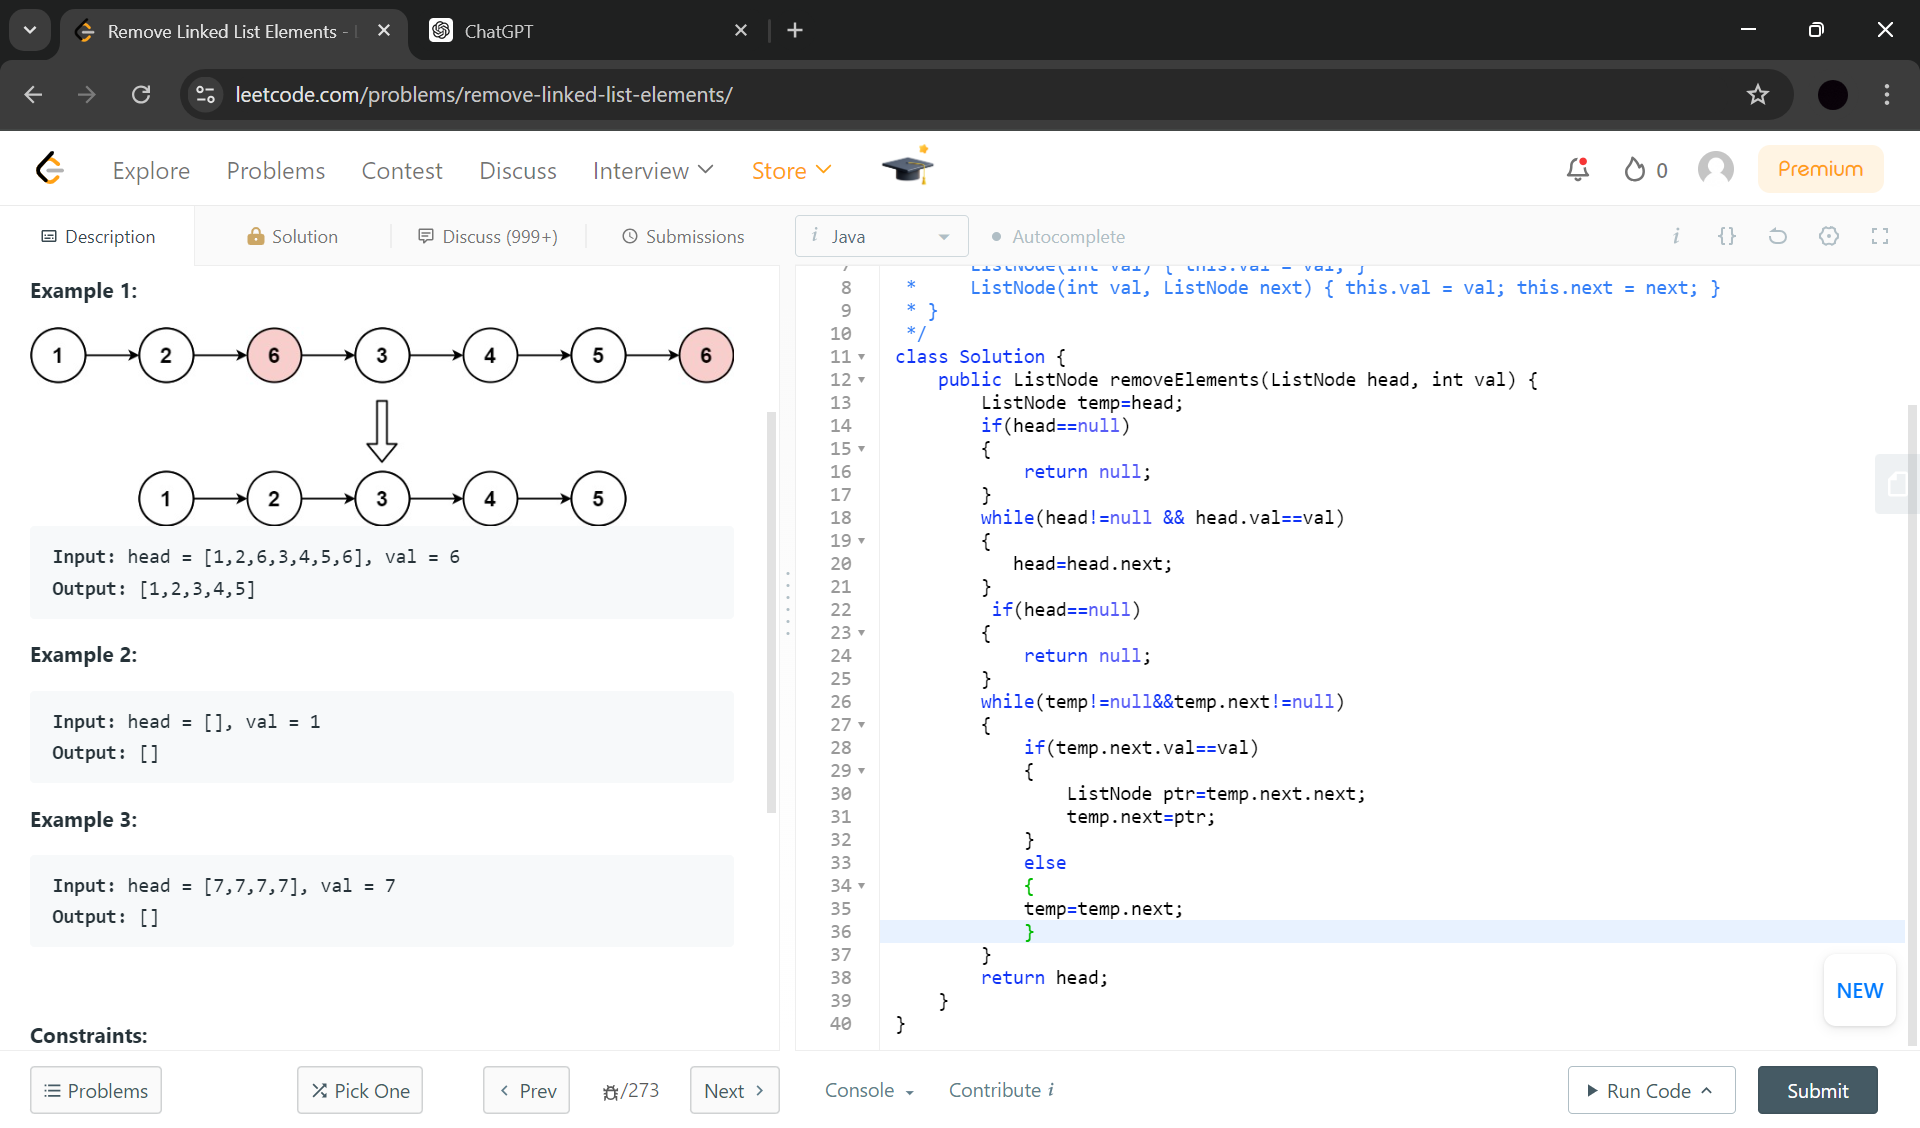 Remove Linked List Elements -
ChatGPT
leetcode.com/problems/remove-linked-list-elements/
Explore Problems Contest Discuss Interview Store
0
Premium
Description Solution Discuss (999+) Submissions
i Java
Autocomplete
i {}
Example 1:
1 2 6 3 4 5 6
1 2 3 4 5
Input: head = [1,2,6,3,4,5,6], val = 6
Output: [1,2,3,4,5]
Example 2:
Input: head = [], val = 1
Output: []
Example 3:
Input: head = [7,7,7,7], val = 7
Output: []
Constraints:
7 ListNode(int val) { this.val = val; }
8 * ListNode(int val, ListNode next) { this.val = val; this.next = next; }
9 * }
10 */
11 class Solution {
12 public ListNode removeElements(ListNode head, int val) {
13 ListNode temp=head;
14 if(head==null)
15 {
16 return null;
17 }
18 while(head!=null && head.val==val)
19 {
20 head=head.next;
21 }
22 if(head==null)
23 {
24 return null;
25 }
26 while(temp!=null&&temp.next!=null)
27 {
28 if(temp.next.val==val)
29 {
30 ListNode ptr=temp.next.next;
31 temp.next=ptr;
32 }
33 else
34 {
35 temp=temp.next;
36 }
37 }
38 return head;
39 }
40 }
NEW
Problems Pick One Prev /273 Next Console Contribute i Run Code Submit